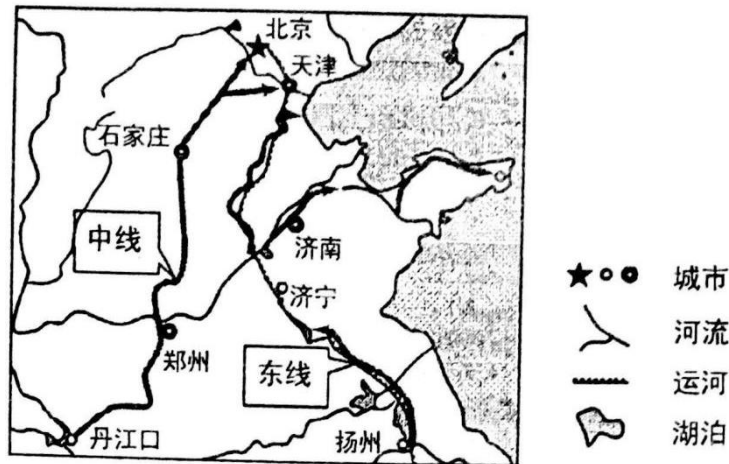 北京
天津
石家庄
中线
济南
济宁
郑州
东线
丹江口
扬州
城市
河流
运河
湖泊